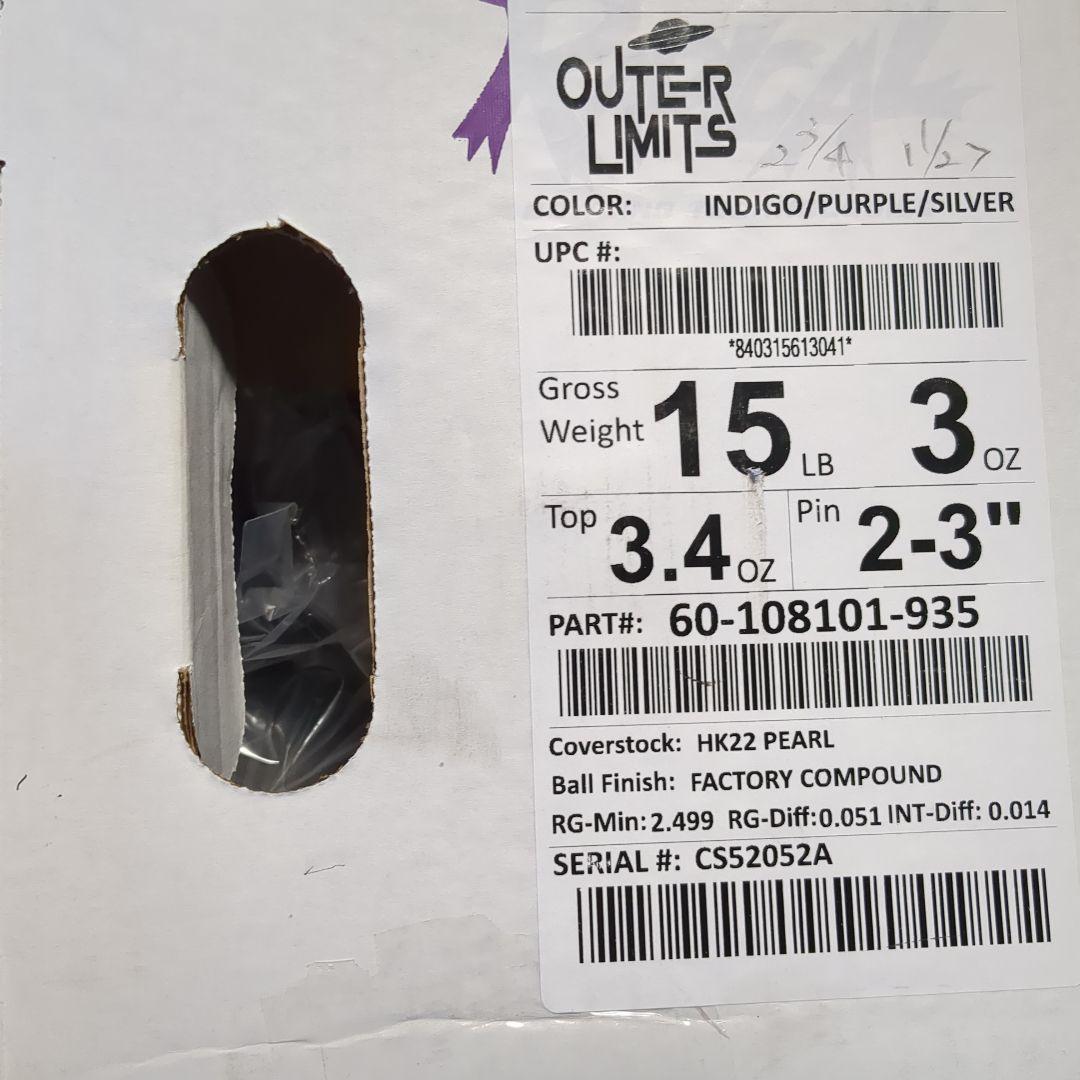 OUTER
LIMITS
2 3/4 1 1/2 >
COLOR: INDIGO/PURPLE/SILVER
UPC #:
*840315613041*
Gross
Weight 15 LB 3 OZ
Top 3.4 OZ Pin 2-3"
PART#: 60-108101-935
Coverstock: HK22 PEARL
Ball Finish: FACTORY COMPOUND
RG-Min: 2.499 RG-Diff:0.051 INT-Diff: 0.014
SERIAL #: CS52052A